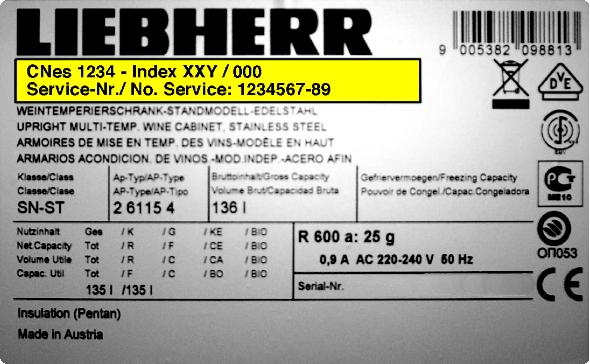 LIEBHERR
9 005382 098813
CNes 1234 - Index XXY / 000
Service-Nr./ No. Service: 1234567-89
WEINTEMPERIERSCHRANK-STANDMODELL-EDELSTAHL
UPRIGHT MULTI-TEMP. WINE CABINET, STAINLESS STEEL
ARMOIRES DE MISE EN TEMP. DES VINS-MODÈLE EN HAUT
ARMARIOS ACONDICION. DE VINOS -MOD.INDEP.-ACERO AFIN
Klasse/Class Ap-Typ/AP-Type Bruttoinhalt/Gross Capacity Gefriervermoegen/Freezing Capacity
Classe/Clase AP-Type/AP-Tipo Volume Brut/Capacidad Bruta Pouvoir de Congel./Capac.Congeladora
SN-ST 2 6115 4 136 l
Nutzinhalt Ges / K / G / KE / BIO
Net.Capacity Tot / R / F / CE / BIO
Volume Utile Tot / R / C / CA / BIO
Capac. Util Tot / F / C / BO / BIO
135 l /135 l
R 600 a: 25 g
0,9 A AC 220-240 V 50 Hz
Serial-Nr.
Insulation (Pentan)
Made in Austria
DVE
PG
ME10
ОП053
CE